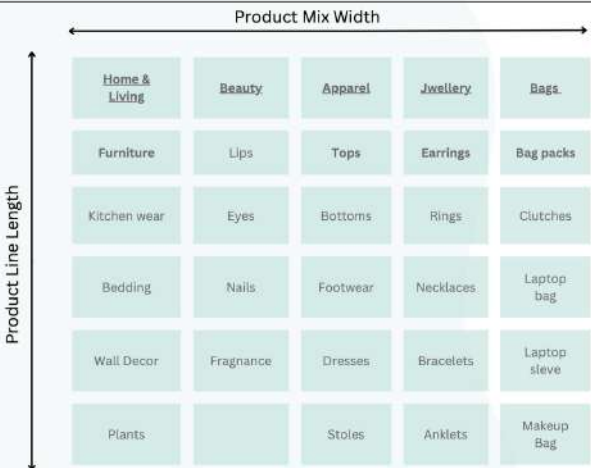 Product Mix Width
Product Line Length
Home &
Living
Beauty
Apparel
Jwellery
Bags
Furniture
Lips
Tops
Earrings
Bag packs
Kitchen wear
Eyes
Bottoms
Rings
Clutches
Bedding
Nails
Footwear
Necklaces
Laptop
bag
Wall Decor
Fragnance
Dresses
Bracelets
Laptop
sleve
Plants
Stoles
Anklets
Makeup
Bag